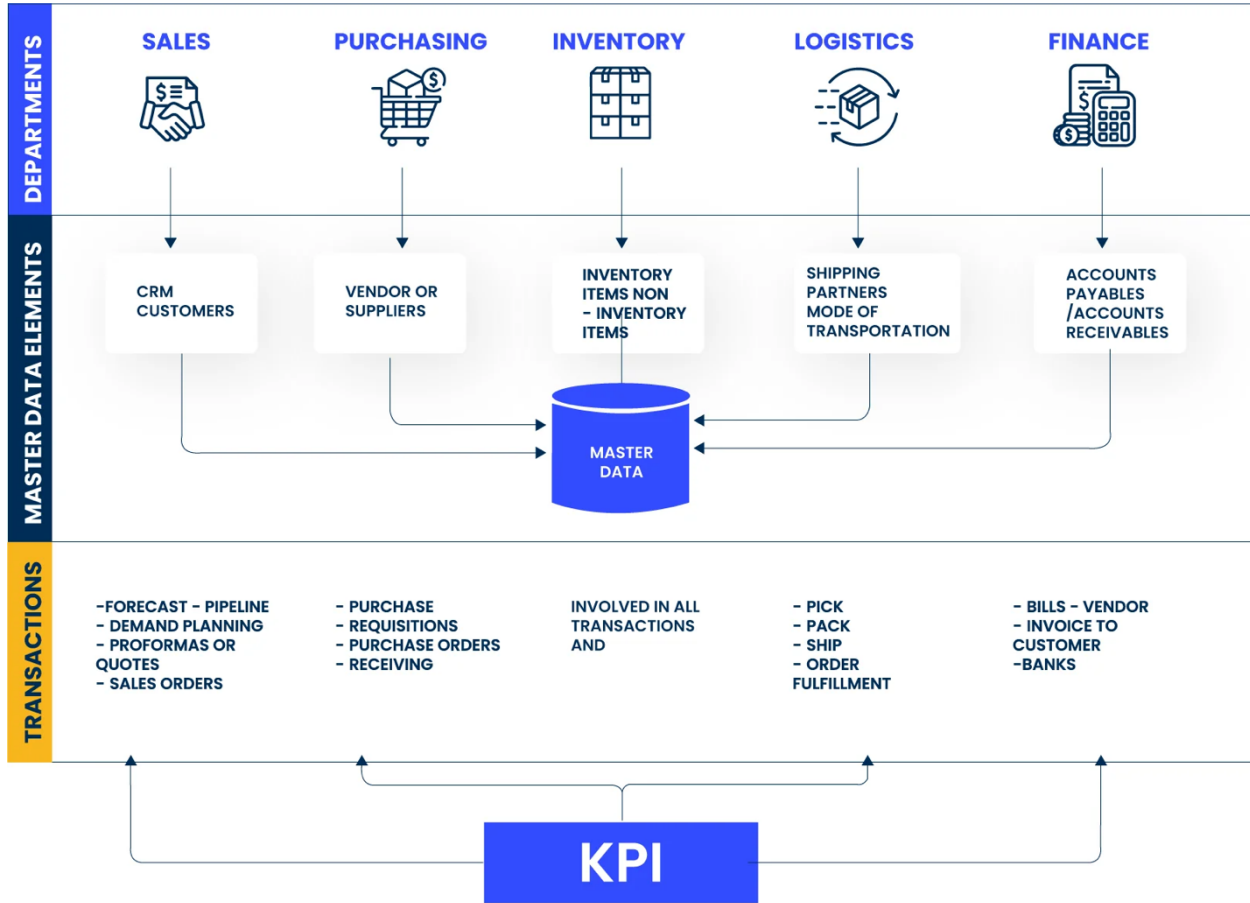 DEPARTMENTS
SALES
PURCHASING
INVENTORY
LOGISTICS
FINANCE
MASTER DATA ELEMENTS
CRM
CUSTOMERS
VENDOR OR
SUPPLIERS
INVENTORY
ITEMS NON
- INVENTORY
ITEMS
SHIPPING
PARTNERS
MODE OF
TRANSPORTATION
ACCOUNTS
PAYABLES
/ACCOUNTS
RECEIVABLES
MASTER
DATA
TRANSACTIONS
-FORECAST - PIPELINE
- DEMAND PLANNING
- PROFORMAS OR
QUOTES
- SALES ORDERS
- PURCHASE
- REQUISITIONS
- PURCHASE ORDERS
- RECEIVING
INVOLVED IN ALL
TRANSACTIONS
AND
- PICK
- PACK
- SHIP
- ORDER
FULFILLMENT
- BILLS - VENDOR
- INVOICE TO
CUSTOMER
-BANKS
KPI